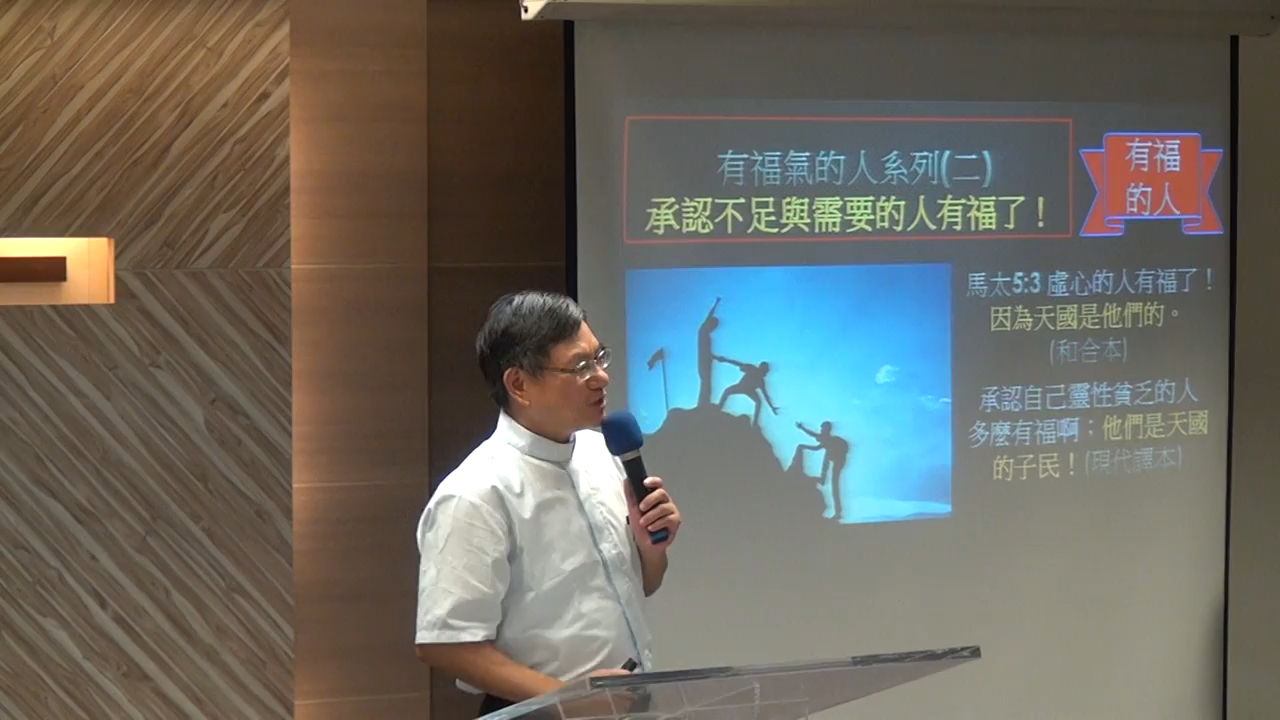 有福氣的人系列(二)
承認不足與需要的人有福了！
有福
的人
馬太5:3 虛心的人有福了！
因為天國是他們的。
(和合本)
承認自己靈性貧乏的人
多麼有福啊；他們是天國
的子民！(現代譯本)